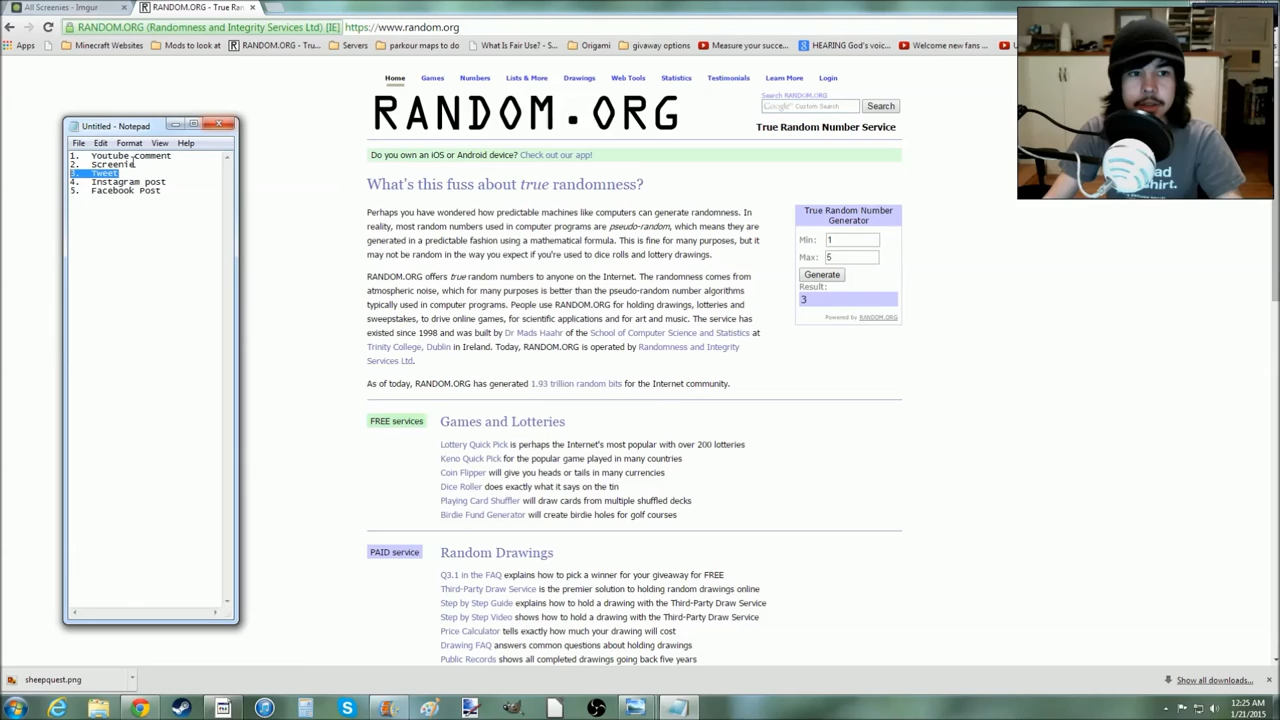 All Screenies - Imgur
RANDOM.ORG - True Ran
RANDOM.ORG (Randomness and Integrity Services Ltd) [IE]
https://www.random.org
Apps
Minecraft Websites
Mods to look at
RANDOM.ORG - Tru...
Servers
parkour maps to do
What Is Fair Use? - S...
Origami
givaway options
Measure your succe...
HEARING God's voic...
Welcome new fans ...
Home
Games
Numbers
Lists & More
Drawings
Web Tools
Statistics
Testimonials
Learn More
Login
RANDOM.ORG
Search RANDOM.ORG
Google Custom Search
Search
True Random Number Service
Untitled - Notepad
File Edit Format View Help
1. Youtube comment
2. Screenie
3. Tweet
4. Instagram post
5. Facebook Post
Do you own an iOS or Android device? Check out our app!
What's this fuss about true randomness?
Perhaps you have wondered how predictable machines like computers can generate randomness. In
reality, most random numbers used in computer programs are pseudo-random, which means they are
generated in a predictable fashion using a mathematical formula. This is fine for many purposes, but it
may not be random in the way you expect if you're used to dice rolls and lottery drawings.
RANDOM.ORG offers true random numbers to anyone on the Internet. The randomness comes from
atmospheric noise, which for many purposes is better than the pseudo-random number algorithms
typically used in computer programs. People use RANDOM.ORG for holding drawings, lotteries and
sweepstakes, to drive online games, for scientific applications and for art and music. The service has
existed since 1998 and was built by Dr Mads Haahr of the School of Computer Science and Statistics at
Trinity College, Dublin in Ireland. Today, RANDOM.ORG is operated by Randomness and Integrity
Services Ltd.
As of today, RANDOM.ORG has generated 1.93 trillion random bits for the Internet community.
True Random Number
Generator
Min: 1
Max: 5
Generate
Result:
3
Powered by RANDOM.ORG
FREE services
Games and Lotteries
Lottery Quick Pick is perhaps the Internet's most popular with over 200 lotteries
Keno Quick Pick for the popular game played in many countries
Coin Flipper will give you heads or tails in many currencies
Dice Roller does exactly what it says on the tin
Playing Card Shuffler will draw cards from multiple shuffled decks
Birdie Fund Generator will create birdie holes for golf courses
PAID service
Random Drawings
Q3.1 in the FAQ explains how to pick a winner for your giveaway for FREE
Third-Party Draw Service is the premier solution to holding random drawings online
Step by Step Guide explains how to hold a drawing with the Third-Party Draw Service
Step by Step Video shows how to hold a drawing with the Third-Party Draw Service
Price Calculator tells exactly how much your drawing will cost
Drawing FAQ answers common questions about holding drawings
Public Records shows all completed drawings going back five years
sheepquest.png
Show all downloads...
12:25 AM
1/21/2015